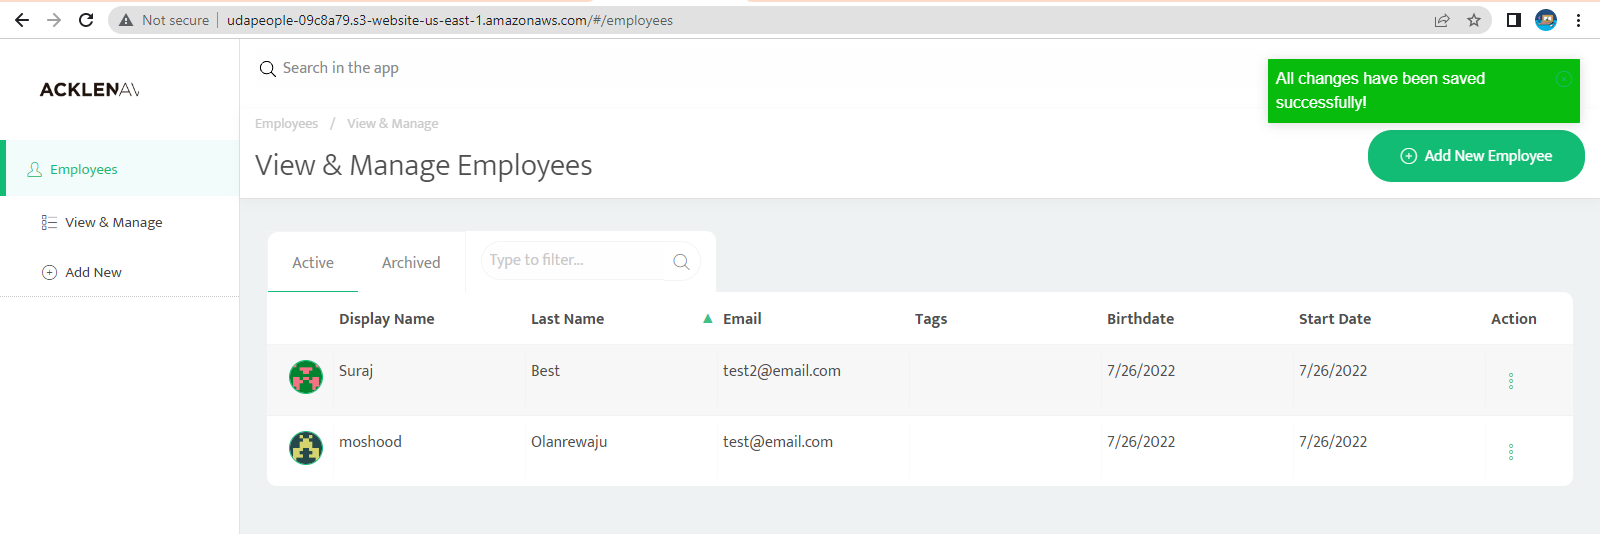 Not secure udapeople-09c8a79.s3-website-us-east-1.amazonaws.com/#/employees
ACKLENAV
Search in the app
All changes have been saved
successfully!
Employees / View & Manage
View & Manage Employees
Add New Employee
Employees
View & Manage
Add New
Active Archived Type to filter...
Display Name Last Name ▲ Email Tags Birthdate Start Date Action
Suraj Best test2@email.com 7/26/2022 7/26/2022
moshood Olanrewaju test@email.com 7/26/2022 7/26/2022